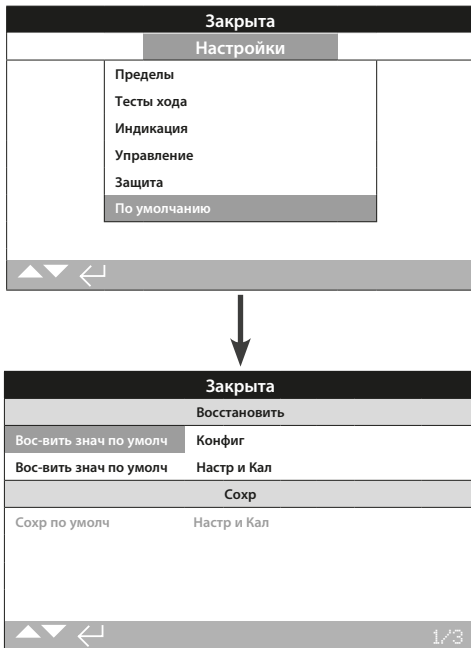 Закрыта
Настройки
Пределы
Тесты хода
Индикация
Управление
Защита
По умолчанию
Закрыта
Восстановить
Вос-вить знач по умолч Конфиг
Вос-вить знач по умолч Настр и Кал
Сохр
Сохр по умолч Настр и Кал
1/3